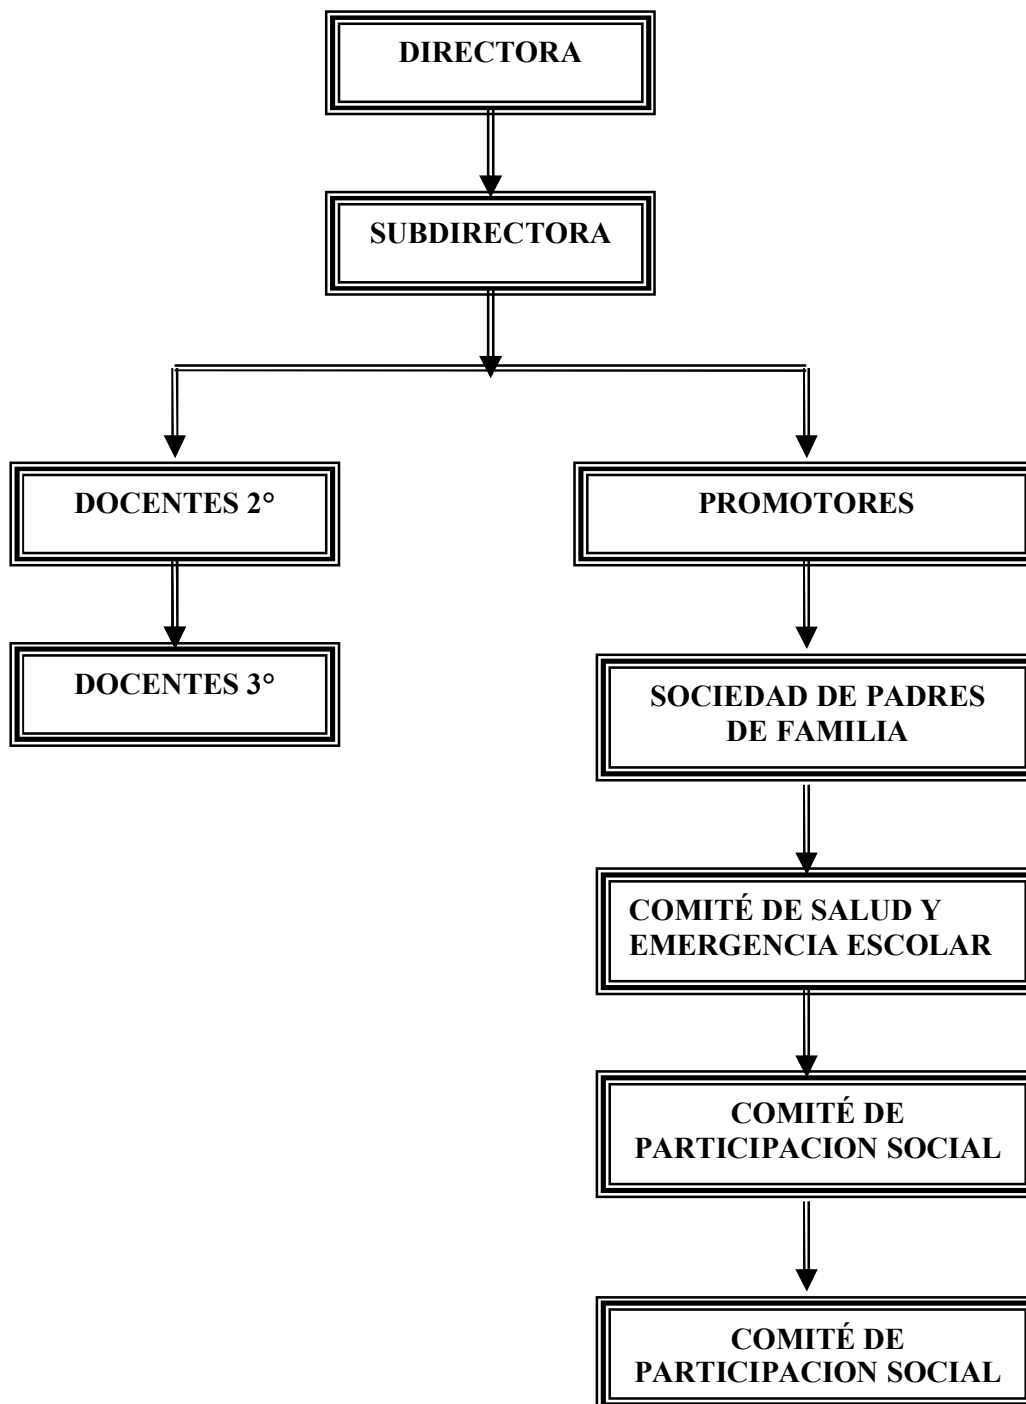 DIRECTORA
SUBDIRECTORA
DOCENTES 2°
PROMOTORES
DOCENTES 3°
SOCIEDAD DE PADRES
DE FAMILIA
COMITÉ DE SALUD Y
EMERGENCIA ESCOLAR
COMITÉ DE
PARTICIPACION SOCIAL
COMITÉ DE
PARTICIPACION SOCIAL